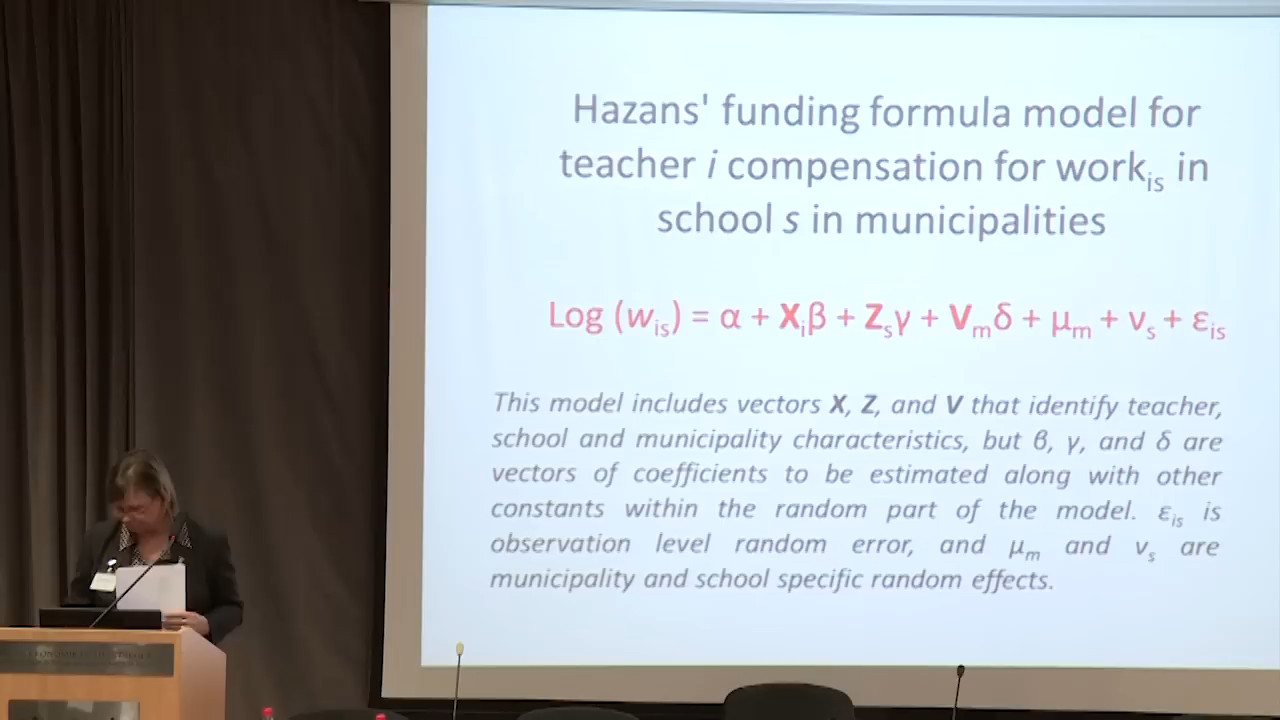 Hazans' funding formula model for
teacher i compensation for work_is in
school s in municipalities
Log (w_is) = α + X_iβ + Z_sγ + V_mδ + μ_m + ν_s + ε_is
This model includes vectors X, Z, and V that identify teacher,
school and municipality characteristics, but β, γ, and δ are
vectors of coefficients to be estimated along with other
constants within the random part of the model. ε_is is
observation level random error, and μ_m and ν_s are
municipality and school specific random effects.